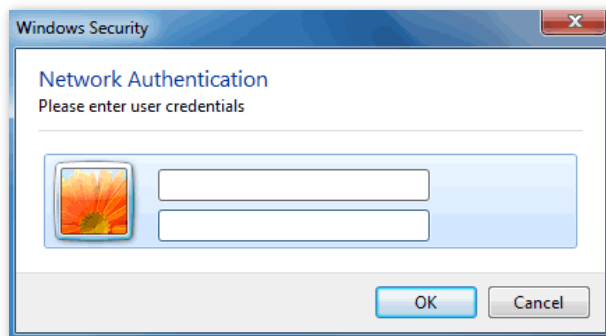 Windows Security
Network Authentication
Please enter user credentials
OK
Cancel